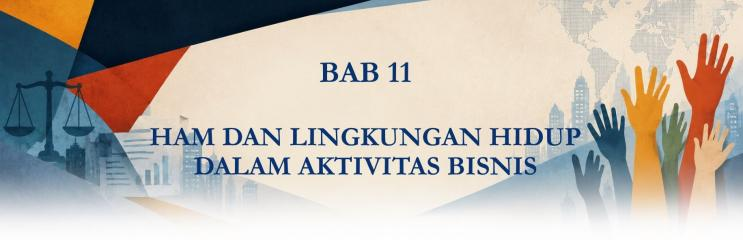 BAB 11
HAM DAN LINGKUNGAN HIDUP
DALAM AKTIVITAS BISNIS